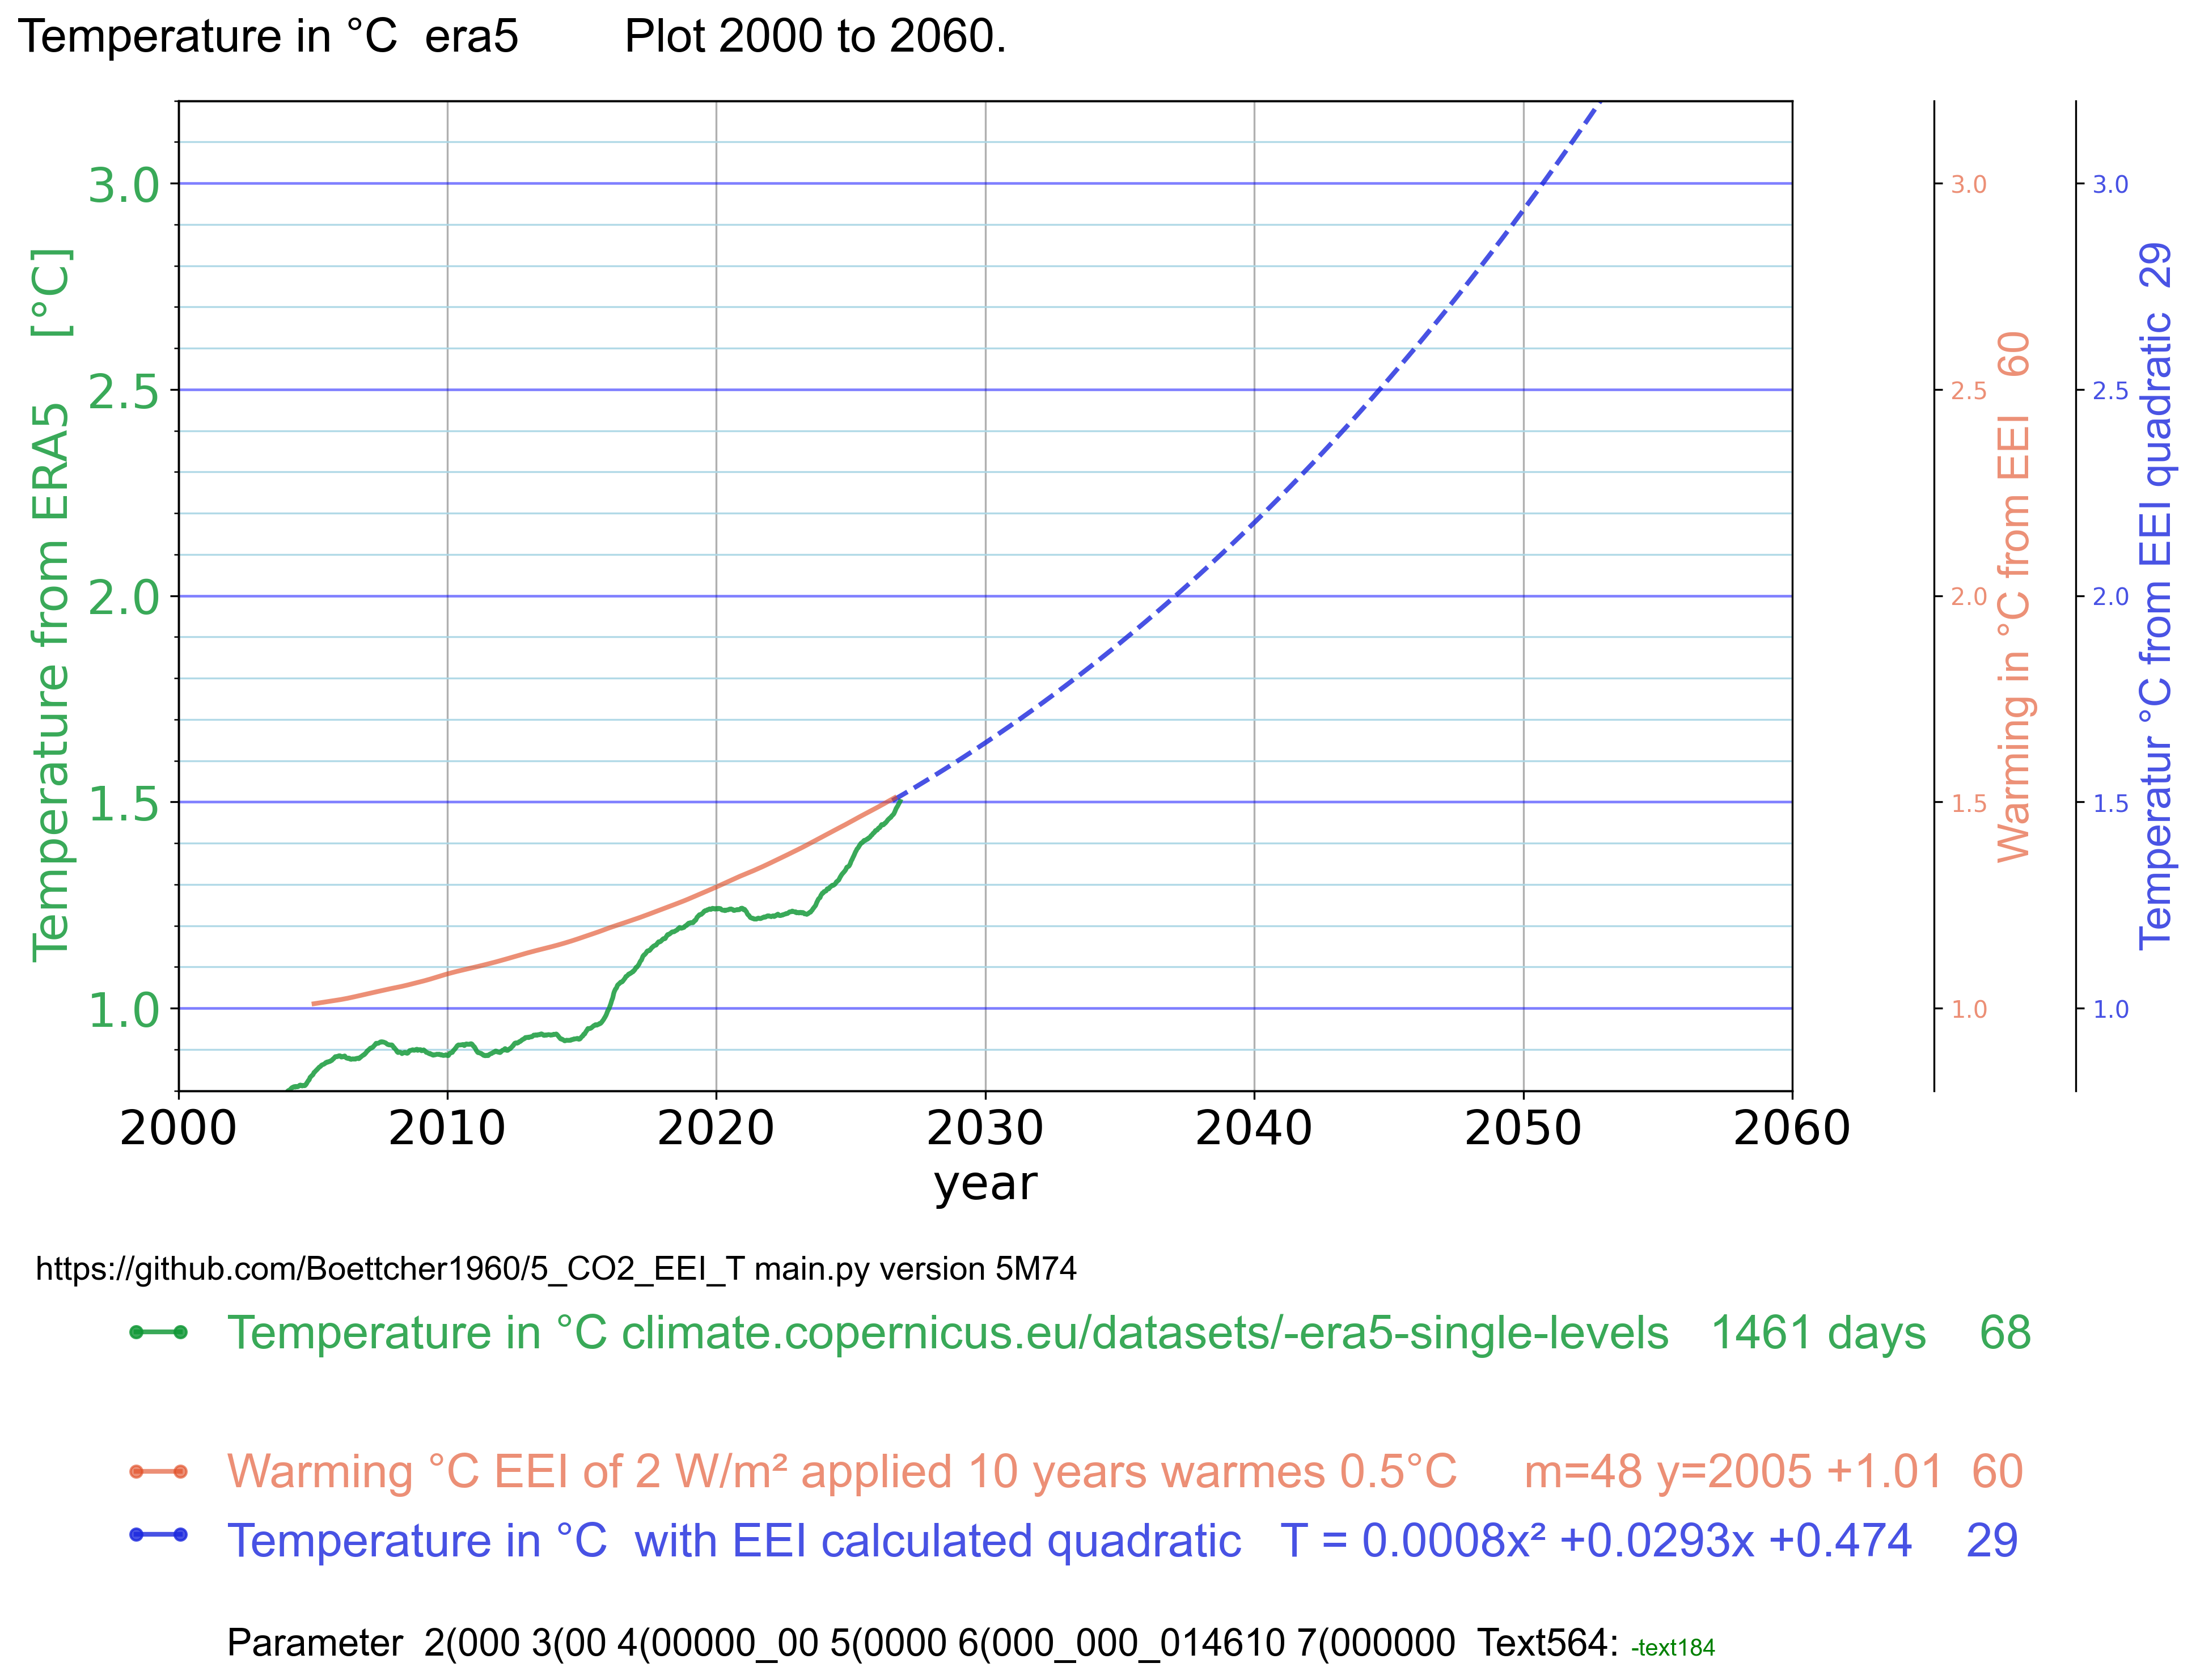 Temperature in °C  era5        Plot 2000 to 2060.
Temperature from ERA5   [°C]
3.0
2.5
2.0
1.5
1.0
2000 2010 2020 2030 2040 2050 2060
year
3.0
2.5
2.0
1.5
1.0
Warming in °C from EEI   60
3.0
2.5
2.0
1.5
1.0
Temperatur °C from EEI quadratic  29
https://github.com/Boettcher1960/5_CO2_EEI_T main.py version 5M74
Temperature in °C climate.copernicus.eu/datasets/-era5-single-levels   1461 days    68
Warming °C EEI of 2 W/m² applied 10 years warmes 0.5°C     m=48 y=2005 +1.01  60
Temperature in °C  with EEI calculated quadratic   T = 0.0008x² +0.0293x +0.474    29
Parameter  2(000 3(00 4(00000_00 5(0000 6(000_000_014610 7(000000  Text564: -text184